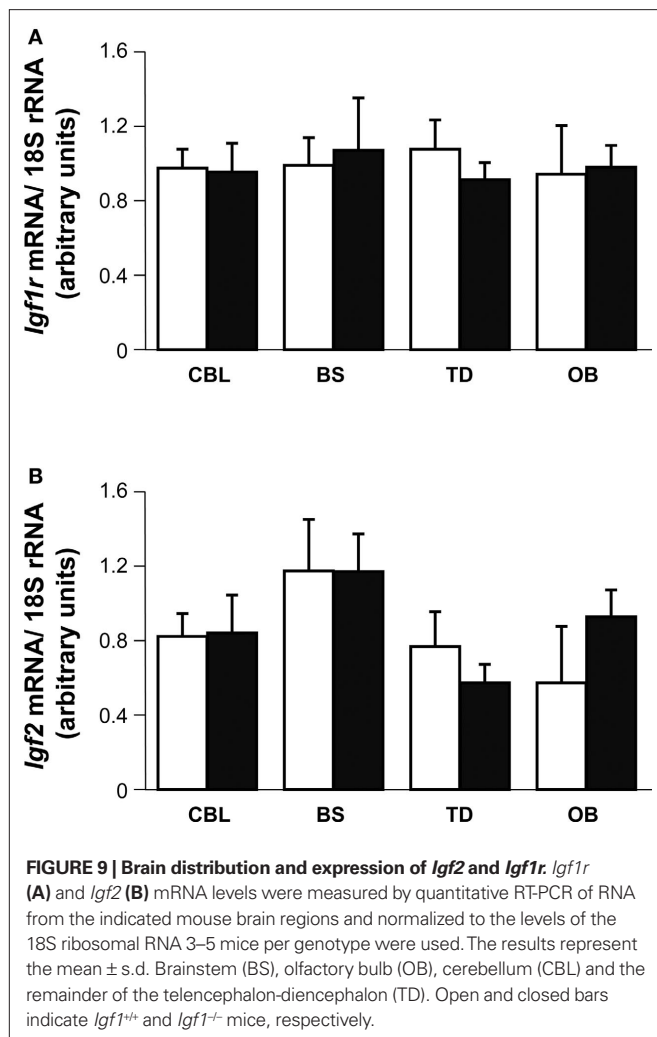 A
Igf1r mRNA/ 18S rRNA
(arbitrary units)
1.6
1.2
0.8
0.4
0
CBL BS TD OB
B
Igf2 mRNA/ 18S rRNA
(arbitrary units)
1.6
1.2
0.8
0.4
0
CBL BS TD OB
FIGURE 9 | Brain distribution and expression of Igf2 and Igf1r. Igf1r
(A) and Igf2 (B) mRNA levels were measured by quantitative RT-PCR of RNA
from the indicated mouse brain regions and normalized to the levels of the
18S ribosomal RNA 3–5 mice per genotype were used. The results represent
the mean ± s.d. Brainstem (BS), olfactory bulb (OB), cerebellum (CBL) and the
remainder of the telencephalon-diencephalon (TD). Open and closed bars
indicate Igf1+/+ and Igf1–/– mice, respectively.